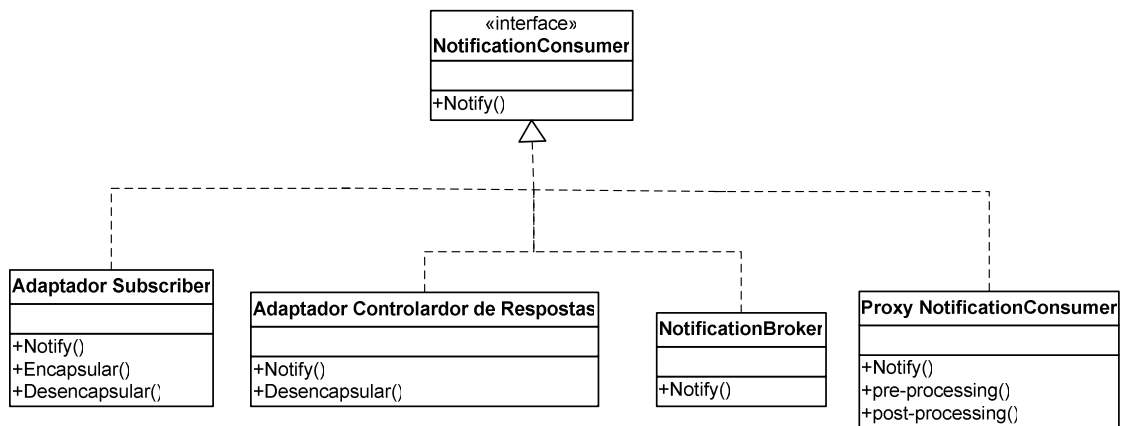 «interface»
NotificationConsumer
+Notify()
Adaptador Subscriber
+Notify()
+Encapsular()
+Desencapsular()
Adaptador Controlardor de Respostas
+Notify()
+Desencapsular()
NotificationBroker
+Notify()
Proxy NotificationConsumer
+Notify()
+pre-processing()
+post-processing()